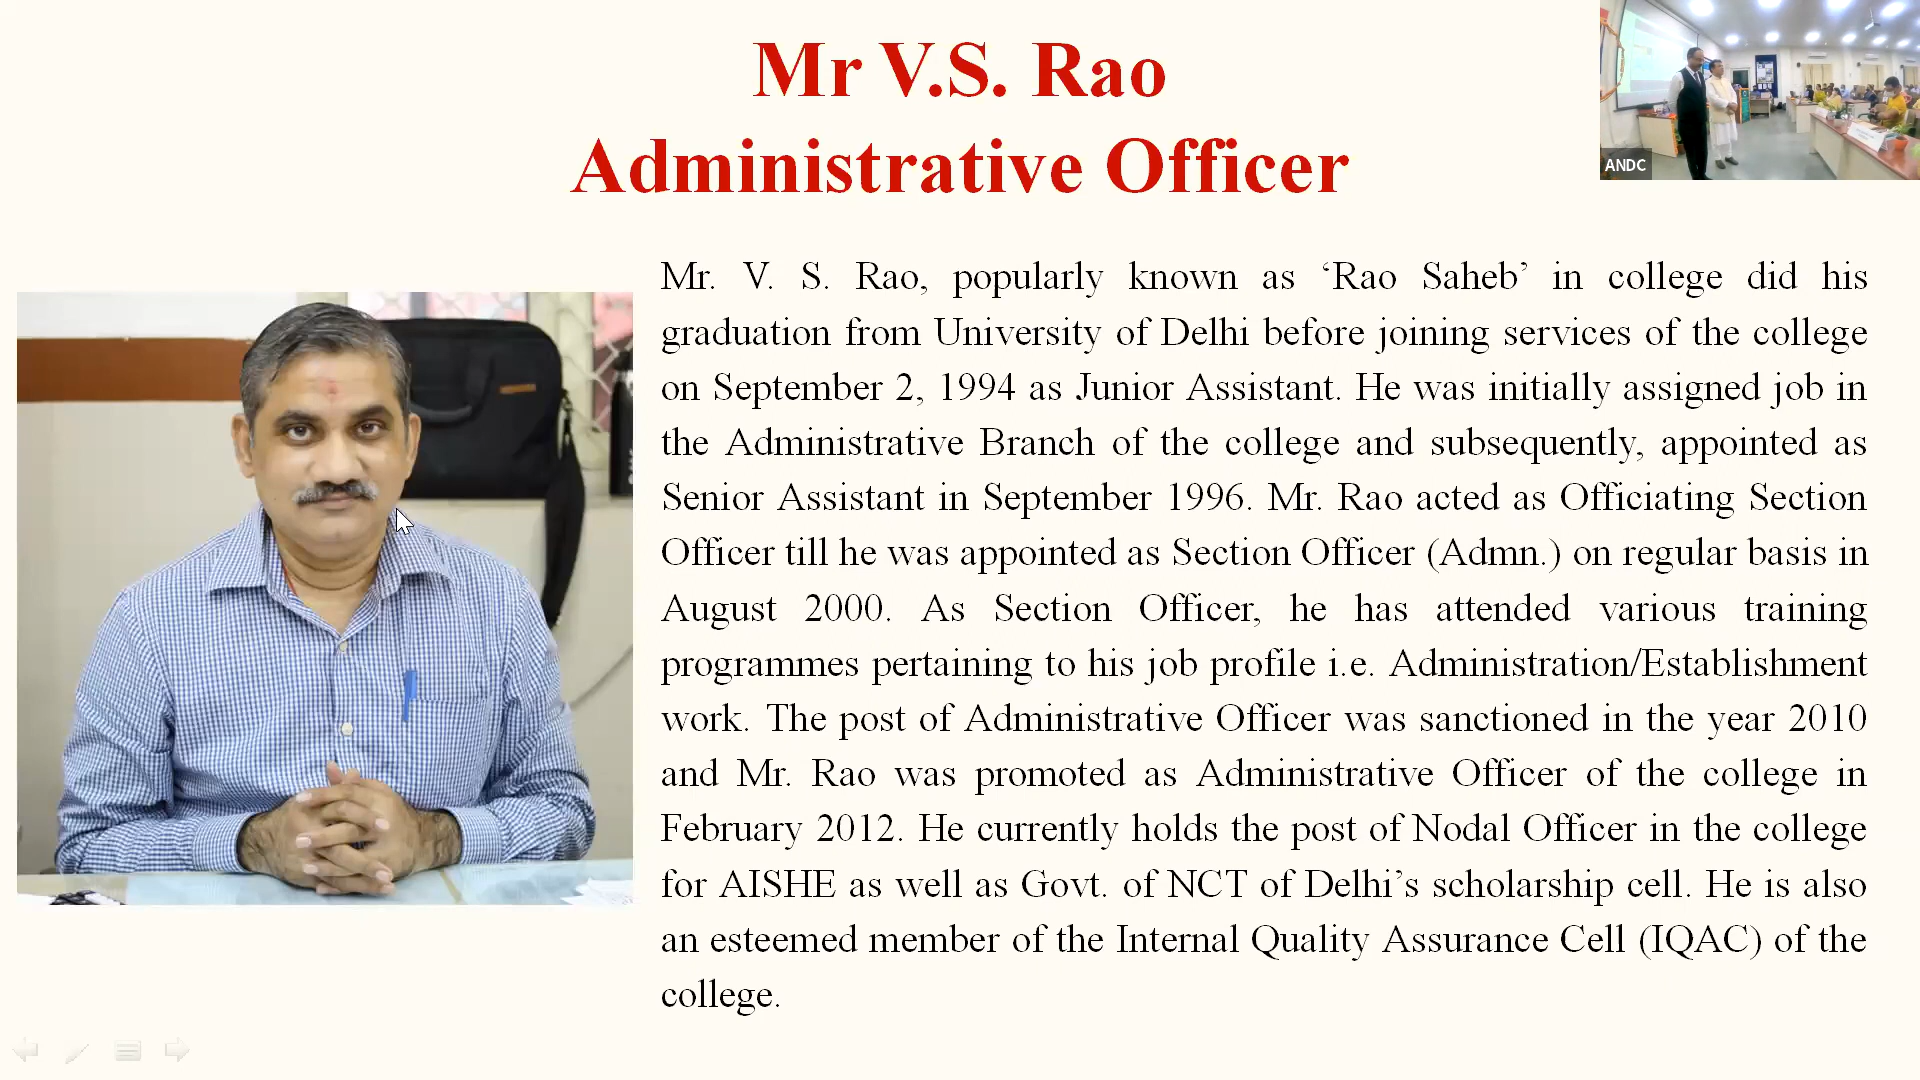 Mr V.S. Rao
Administrative Officer
ANDC
Mr. V. S. Rao, popularly known as ‘Rao Saheb’ in college did his
graduation from University of Delhi before joining services of the college
on September 2, 1994 as Junior Assistant. He was initially assigned job in
the Administrative Branch of the college and subsequently, appointed as
Senior Assistant in September 1996. Mr. Rao acted as Officiating Section
Officer till he was appointed as Section Officer (Admn.) on regular basis in
August 2000. As Section Officer, he has attended various training
programmes pertaining to his job profile i.e. Administration/Establishment
work. The post of Administrative Officer was sanctioned in the year 2010
and Mr. Rao was promoted as Administrative Officer of the college in
February 2012. He currently holds the post of Nodal Officer in the college
for AISHE as well as Govt. of NCT of Delhi’s scholarship cell. He is also
an esteemed member of the Internal Quality Assurance Cell (IQAC) of the
college.